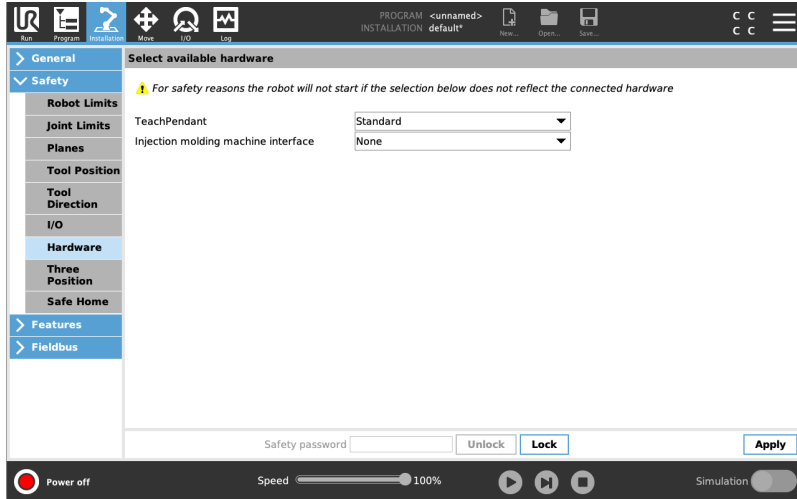 PROGRAM <unnamed>
INSTALLATION default*
Run
Program
Installation
Move
I/O
Log
New...
Open...
Save...
C C
C C
General
Safety
Robot Limits
Joint Limits
Planes
Tool Position
Tool
Direction
I/O
Hardware
Three
Position
Safe Home
Features
Fieldbus
Select available hardware
For safety reasons the robot will not start if the selection below does not reflect the connected hardware
TeachPendant Standard
Injection molding machine interface None
Safety password Unlock Lock Apply
Power off Speed 100% Simulation